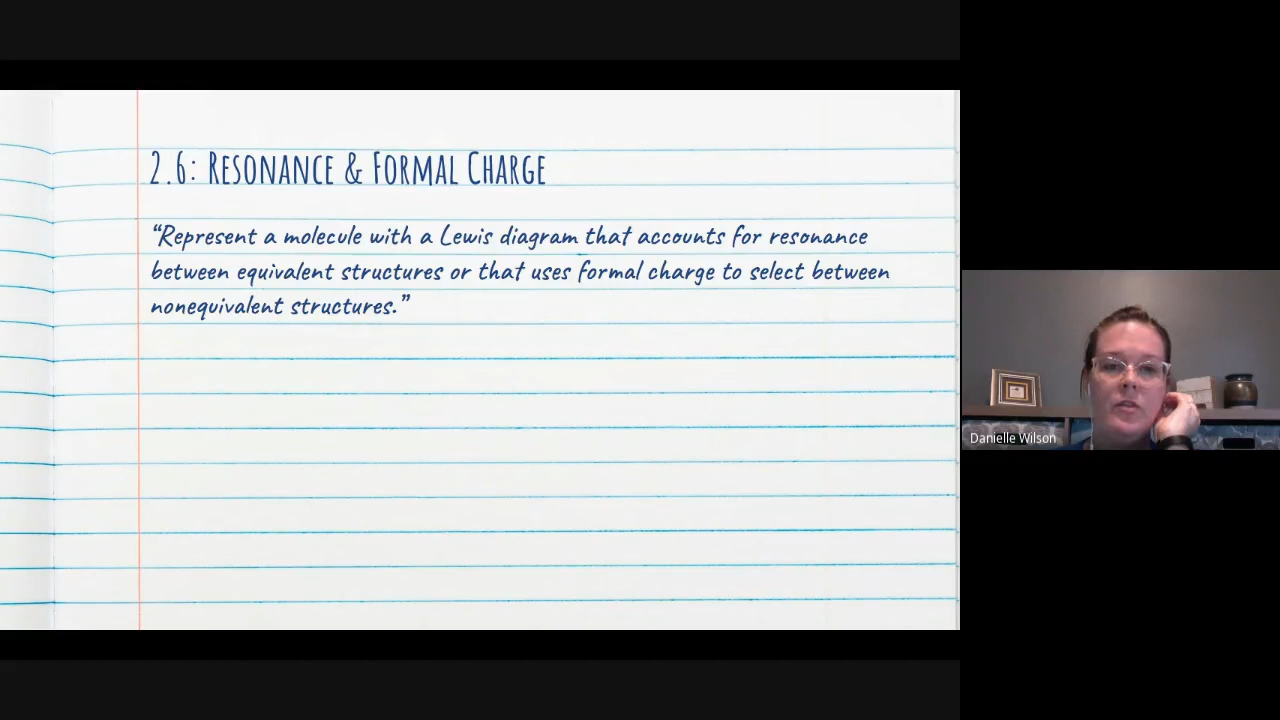 2.6: RESONANCE & FORMAL CHARGE
“Represent a molecule with a Lewis diagram that accounts for resonance
between equivalent structures or that uses formal charge to select between
nonequivalent structures.”
Danielle Wilson